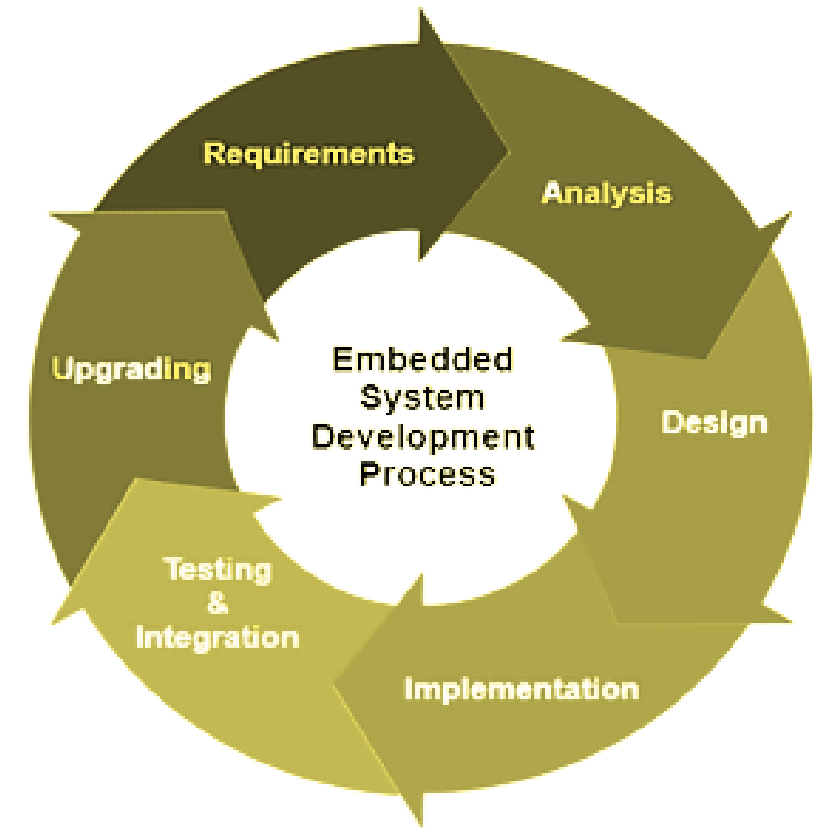 Requirements
Analysis
Design
Implementation
Testing
&
Integration
Upgrading
Embedded
System
Development
Process